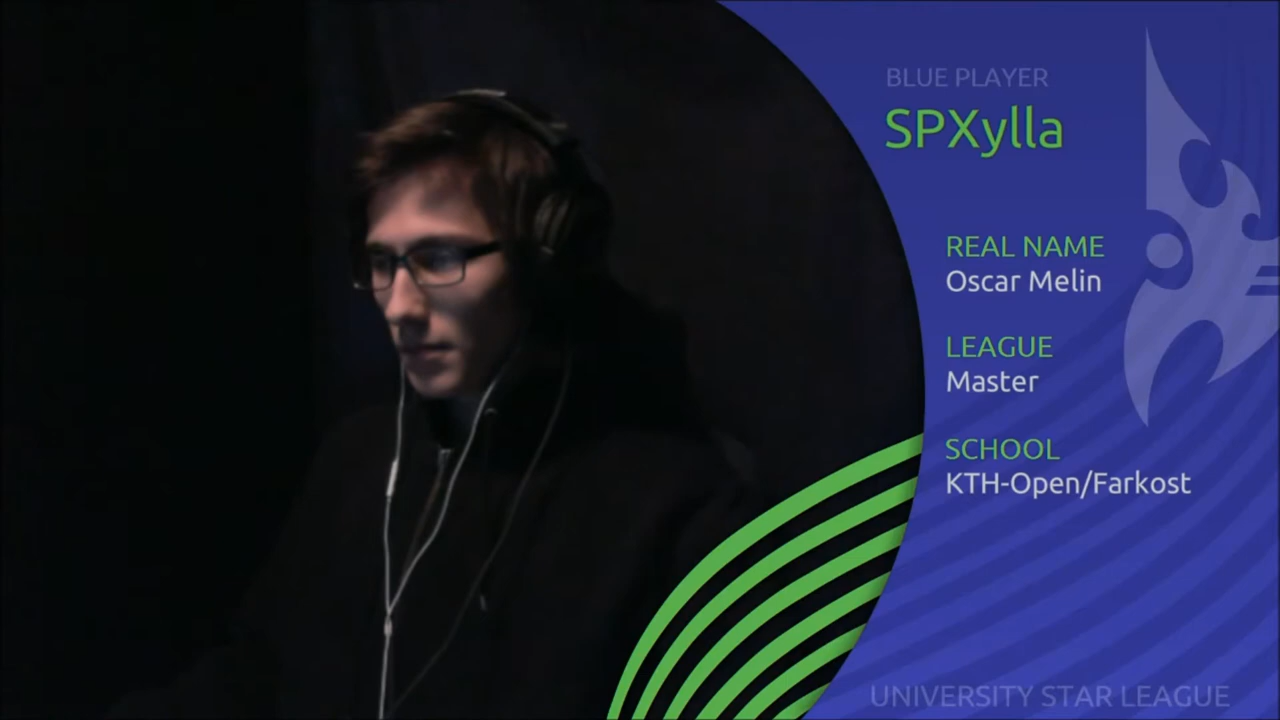 BLUE PLAYER
SPXylla
REAL NAME
Oscar Melin
LEAGUE
Master
SCHOOL
KTH-Open/Farkost
UNIVERSITY STAR LEAGUE